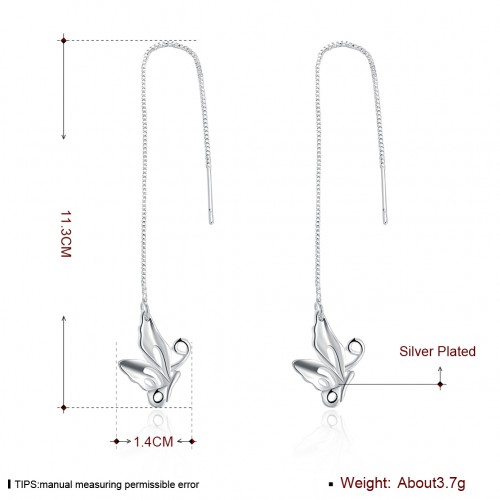 11.3CM
Silver Plated
1.4CM
TIPS:manual measuring permissible error
Weight: About3.7g